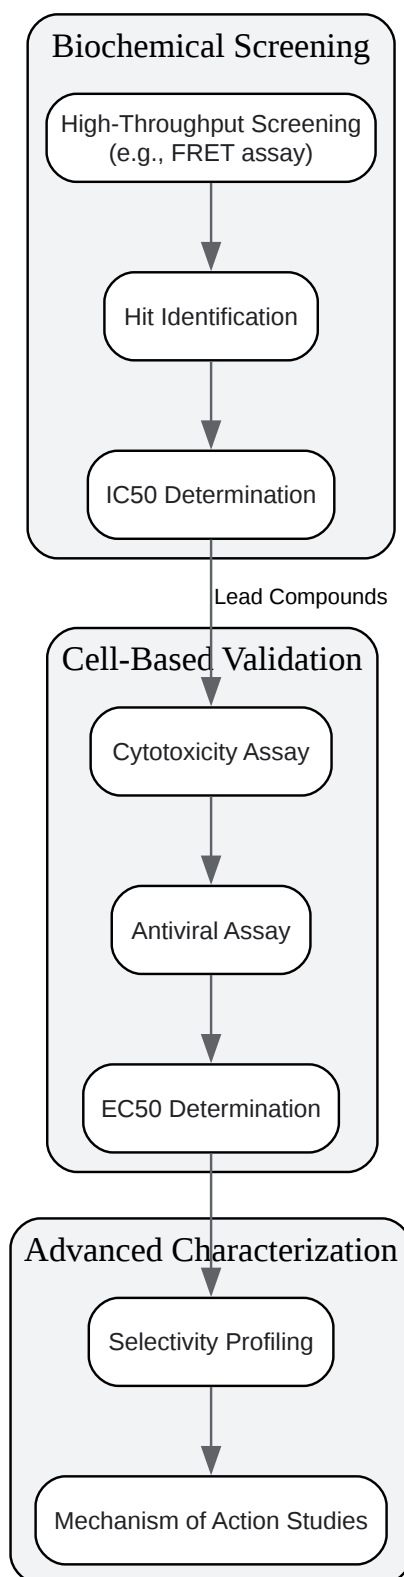 Biochemical Screening
High-Throughput Screening
(e.g., FRET assay)
Hit Identification
IC50 Determination
Lead Compounds
Cell-Based Validation
Cytotoxicity Assay
Antiviral Assay
EC50 Determination
Advanced Characterization
Selectivity Profiling
Mechanism of Action Studies